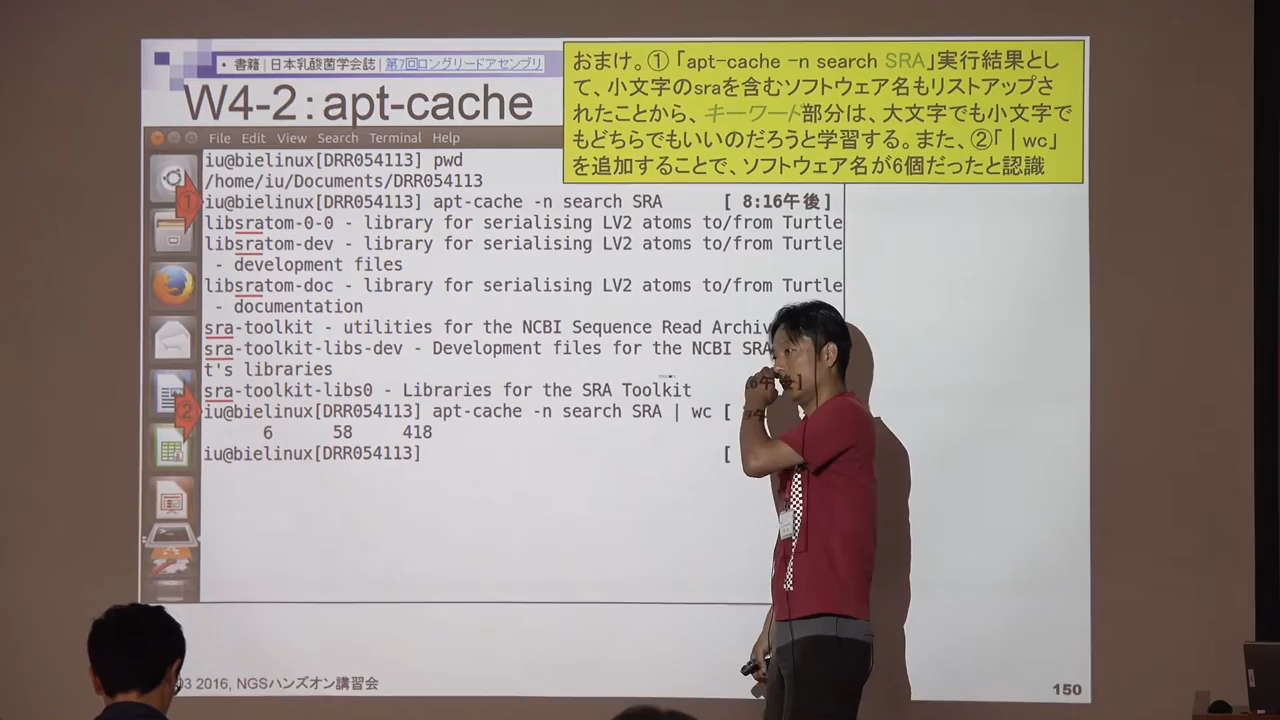 • 書籍 | 日本乳酸菌学会誌 | 第7回ロングリードアセンブリ
W4-2：apt-cache
おまけ。①「apt-cache -n search SRA」実行結果とし
て、小文字のsraを含むソフトウェア名もリストアップさ
れたことから、キーワード部分は、大文字でも小文字で
もどちらでもいいのだろうと学習する。また、②「 | wc」
を追加することで、ソフトウェア名が6個だったと認識
File Edit View Search Terminal Help
iu@bielinux[DRR054113] pwd
/home/iu/Documents/DRR054113
① iu@bielinux[DRR054113] apt-cache -n search SRA [ 8:16午後]
libsratom-0-0 - library for serialising LV2 atoms to/from Turtle
libsratom-dev - library for serialising LV2 atoms to/from Turtle
- development files
libsratom-doc - library for serialising LV2 atoms to/from Turtle
- documentation
sra-toolkit - utilities for the NCBI Sequence Read Archiv
sra-toolkit-libs-dev - Development files for the NCBI SRA
t's libraries
sra-toolkit-libs0 - Libraries for the SRA Toolkit
② iu@bielinux[DRR054113] apt-cache -n search SRA | wc [
6 58 418
iu@bielinux[DRR054113] [
03 2016, NGSハンズオン講習会
150